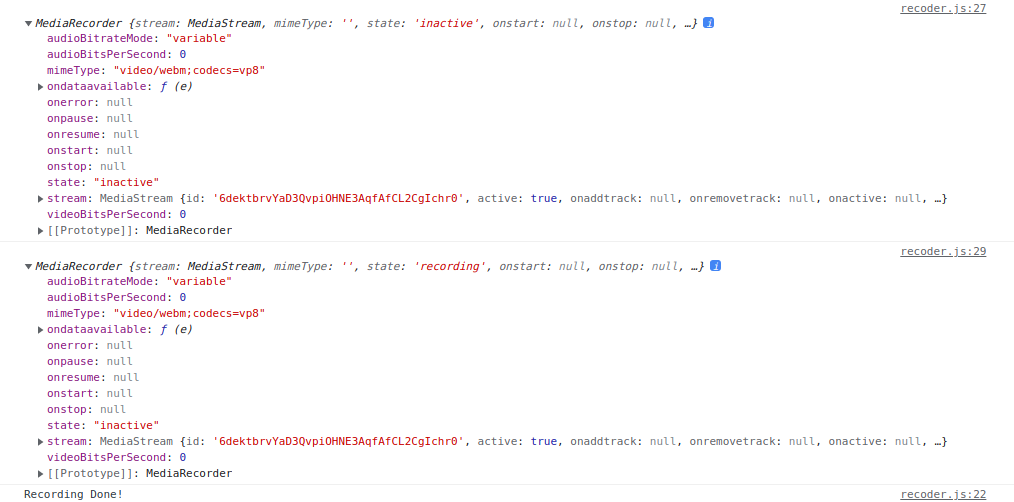 recoder.js:27
MediaRecorder {stream: MediaStream, mimeType: '', state: 'inactive', onstart: null, onstop: null, …} i
audioBitrateMode: "variable"
audioBitsPerSecond: 0
mimeType: "video/webm;codecs=vp8"
ondataavailable: ƒ (e)
onerror: null
onpause: null
onresume: null
onstart: null
onstop: null
state: "inactive"
stream: MediaStream {id: '6dektbrvYaD3QvpiOHNE3AqfAfCL2CgIchr0', active: true, onaddtrack: null, onremovetrack: null, onactive: null, …}
videoBitsPerSecond: 0
[[Prototype]]: MediaRecorder
recoder.js:29
MediaRecorder {stream: MediaStream, mimeType: '', state: 'recording', onstart: null, onstop: null, …} i
audioBitrateMode: "variable"
audioBitsPerSecond: 0
mimeType: "video/webm;codecs=vp8"
ondataavailable: ƒ (e)
onerror: null
onpause: null
onresume: null
onstart: null
onstop: null
state: "inactive"
stream: MediaStream {id: '6dektbrvYaD3QvpiOHNE3AqfAfCL2CgIchr0', active: true, onaddtrack: null, onremovetrack: null, onactive: null, …}
videoBitsPerSecond: 0
[[Prototype]]: MediaRecorder
Recording Done! recoder.js:22